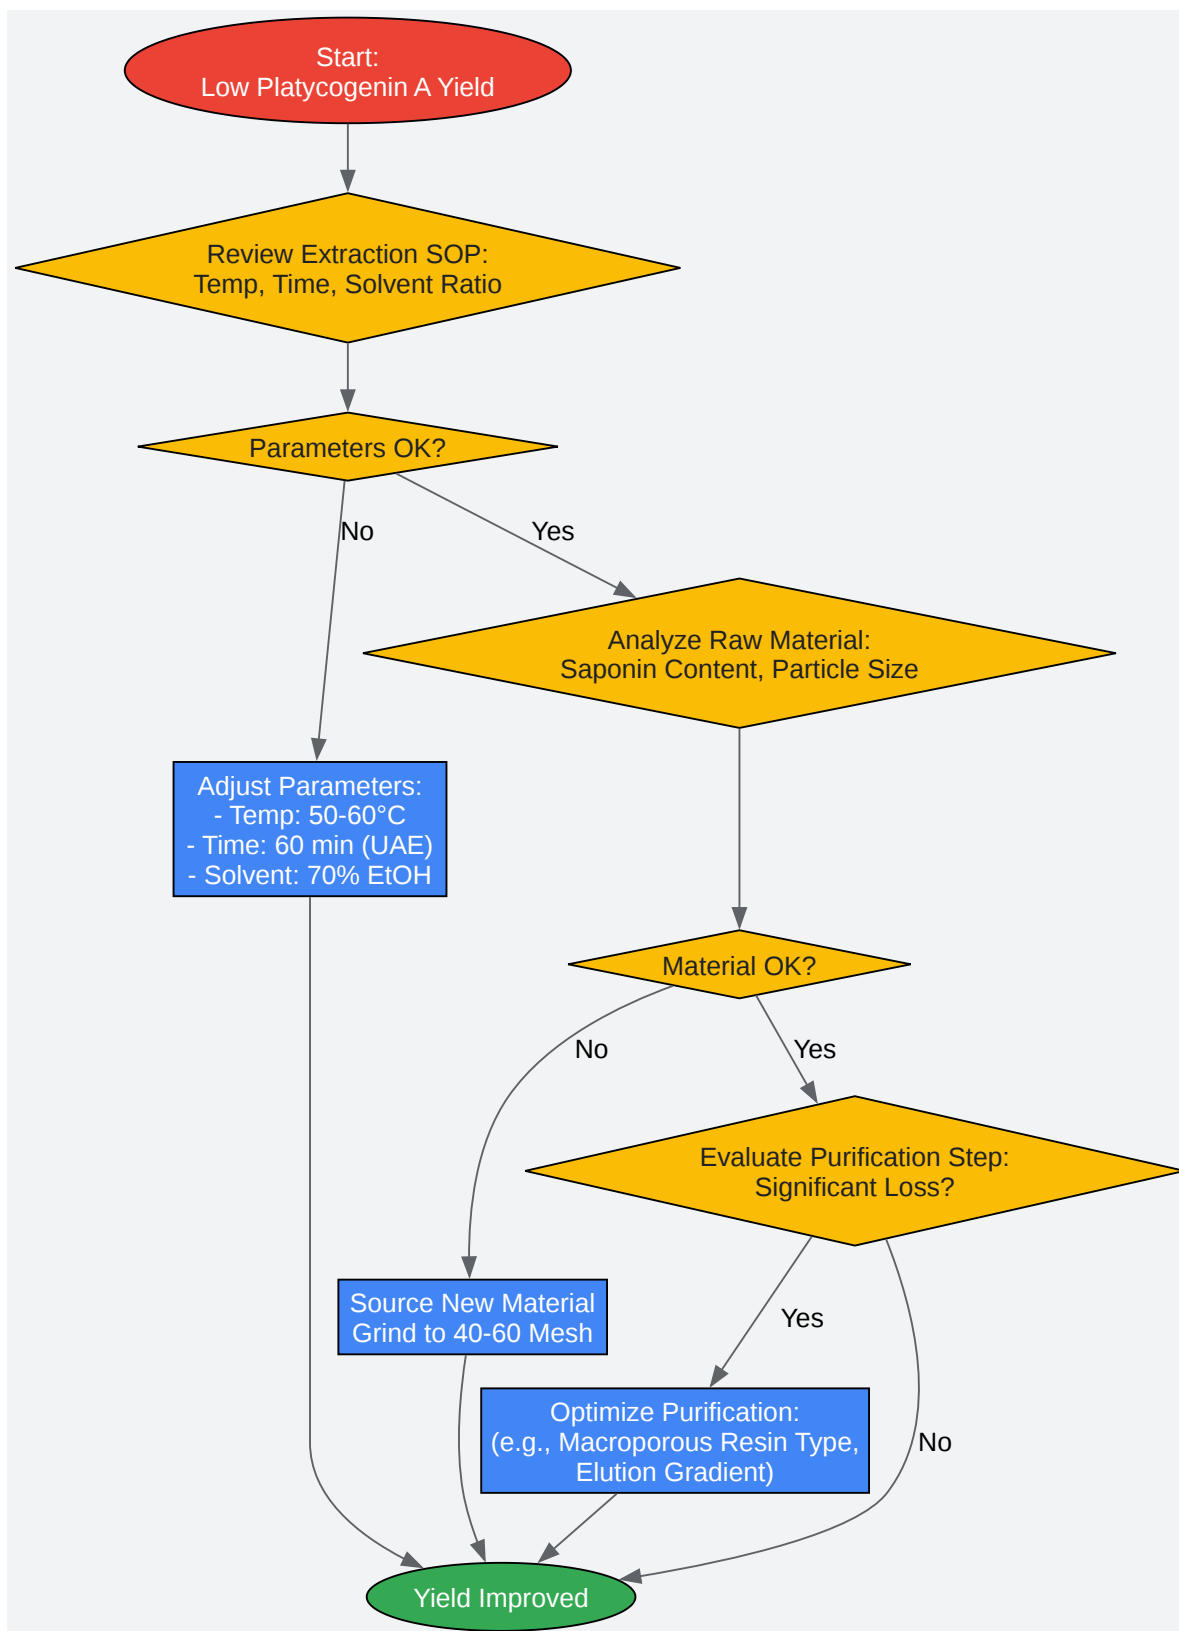 Start:
Low Platycogenin A Yield
Review Extraction SOP:
Temp, Time, Solvent Ratio
Parameters OK?
No
Yes
Analyze Raw Material:
Saponin Content, Particle Size
Adjust Parameters:
- Temp: 50-60°C
- Time: 60 min (UAE)
- Solvent: 70% EtOH
Material OK?
No
Yes
Evaluate Purification Step:
Significant Loss?
Source New Material
Grind to 40-60 Mesh
Yes
Optimize Purification:
(e.g., Macroporous Resin Type,
Elution Gradient)
No
Yield Improved